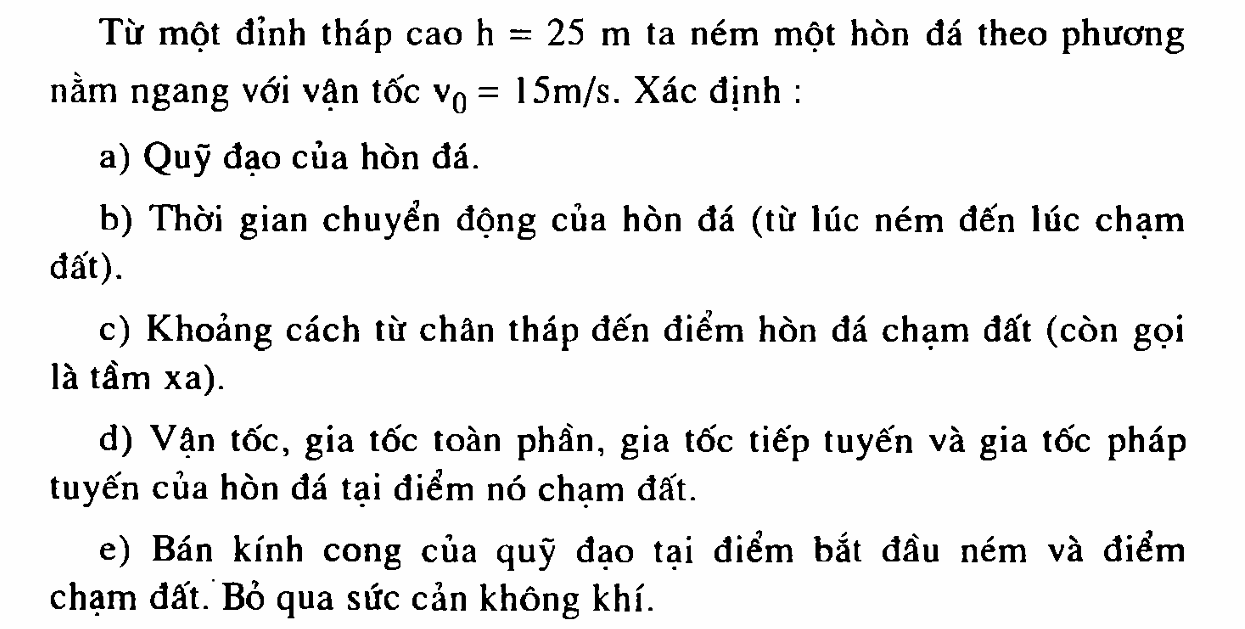 Từ một đỉnh tháp cao h = 25 m ta ném một hòn đá theo phương
nằm ngang với vận tốc v₀ = 15m/s. Xác định :
a) Quỹ đạo của hòn đá.
b) Thời gian chuyển động của hòn đá (từ lúc ném đến lúc chạm
đất).
c) Khoảng cách từ chân tháp đến điểm hòn đá chạm đất (còn gọi
là tầm xa).
d) Vận tốc, gia tốc toàn phần, gia tốc tiếp tuyến và gia tốc pháp
tuyến của hòn đá tại điểm nó chạm đất.
e) Bán kính cong của quỹ đạo tại điểm bắt đầu ném và điểm
chạm đất. Bỏ qua sức cản không khí.